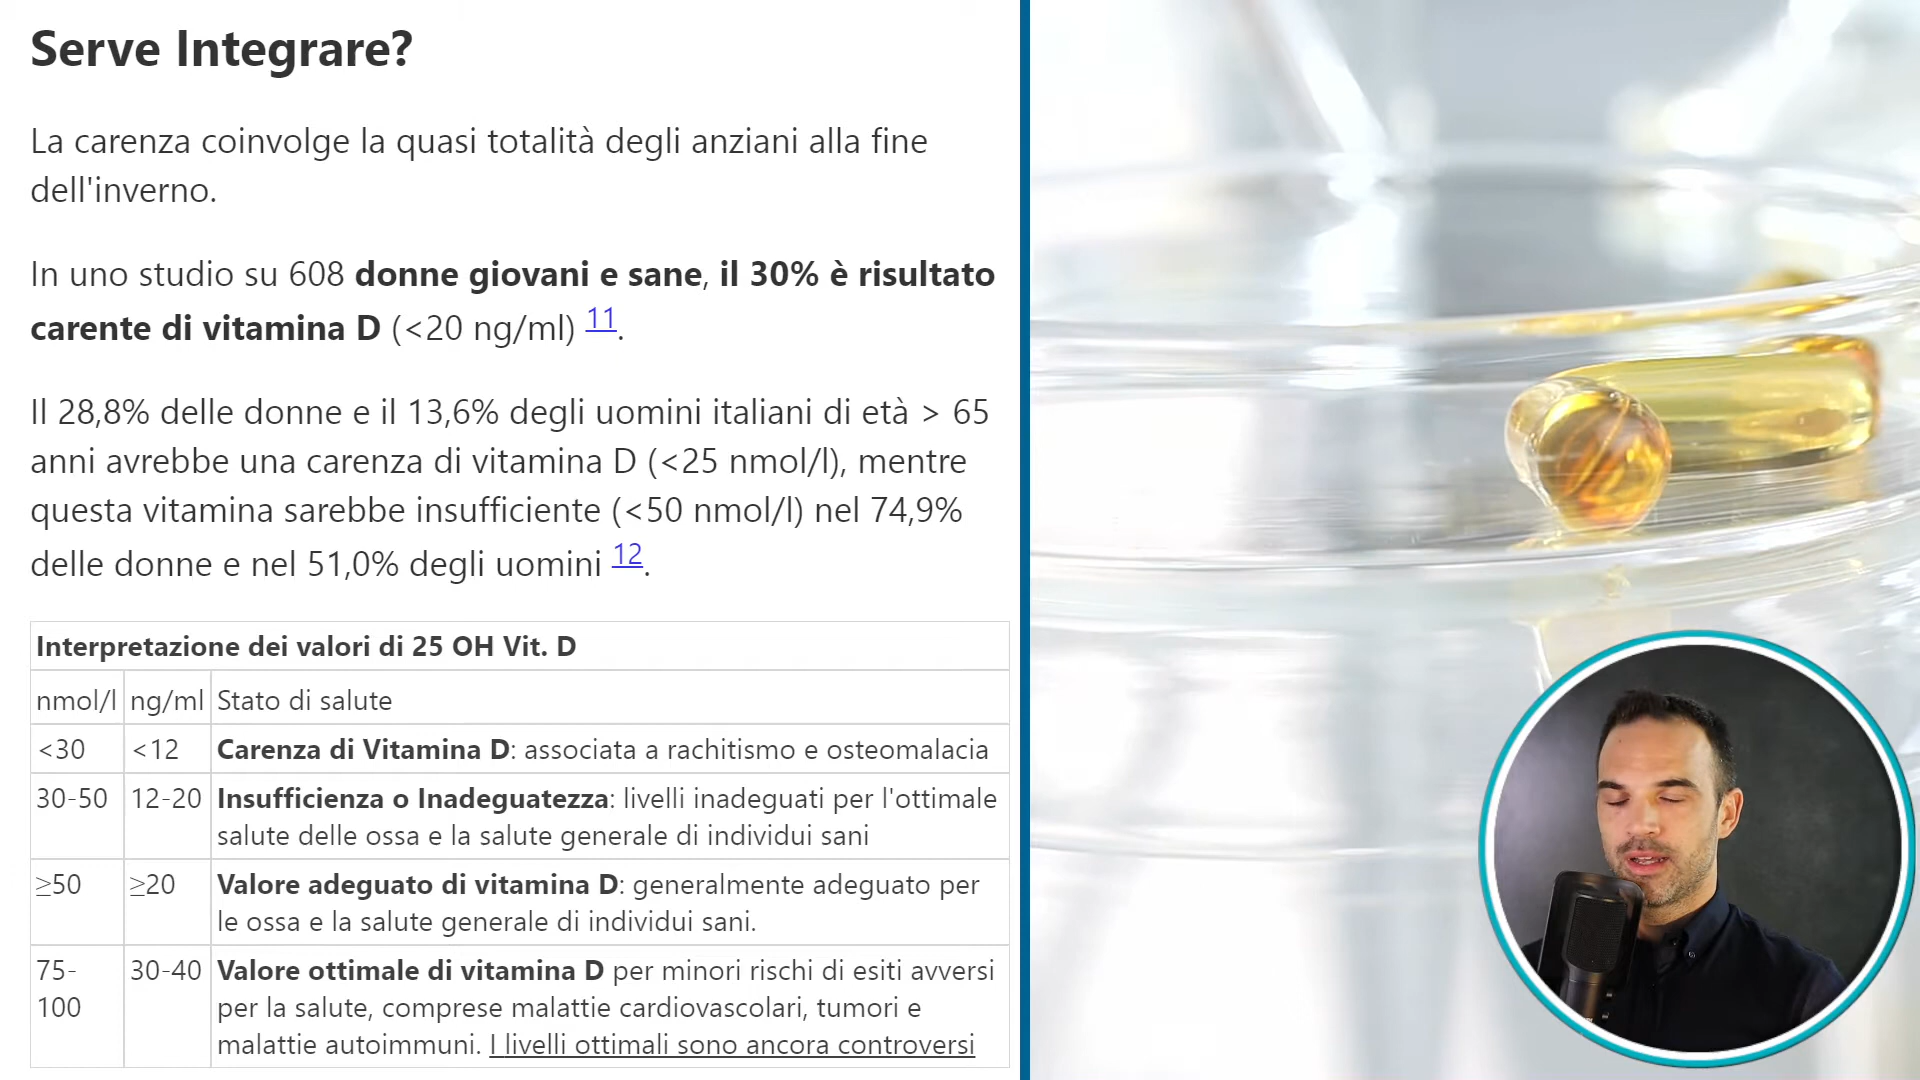 Serve Integrare?
La carenza coinvolge la quasi totalità degli anziani alla fine
dell'inverno.
In uno studio su 608 donne giovani e sane, il 30% è risultato
carente di vitamina D (<20 ng/ml) 11.
Il 28,8% delle donne e il 13,6% degli uomini italiani di età > 65
anni avrebbe una carenza di vitamina D (<25 nmol/l), mentre
questa vitamina sarebbe insufficiente (<50 nmol/l) nel 74,9%
delle donne e nel 51,0% degli uomini 12.
Interpretazione dei valori di 25 OH Vit. D
nmol/l ng/ml Stato di salute
<30 <12 Carenza di Vitamina D: associata a rachitismo e osteomalacia
30-50 12-20 Insufficienza o Inadeguatezza: livelli inadeguati per l'ottimale
salute delle ossa e la salute generale di individui sani
≥50 ≥20 Valore adeguato di vitamina D: generalmente adeguato per
le ossa e la salute generale di individui sani.
75- 30-40 Valore ottimale di vitamina D per minori rischi di esiti avversi
100 per la salute, comprese malattie cardiovascolari, tumori e
malattie autoimmuni. I livelli ottimali sono ancora controversi